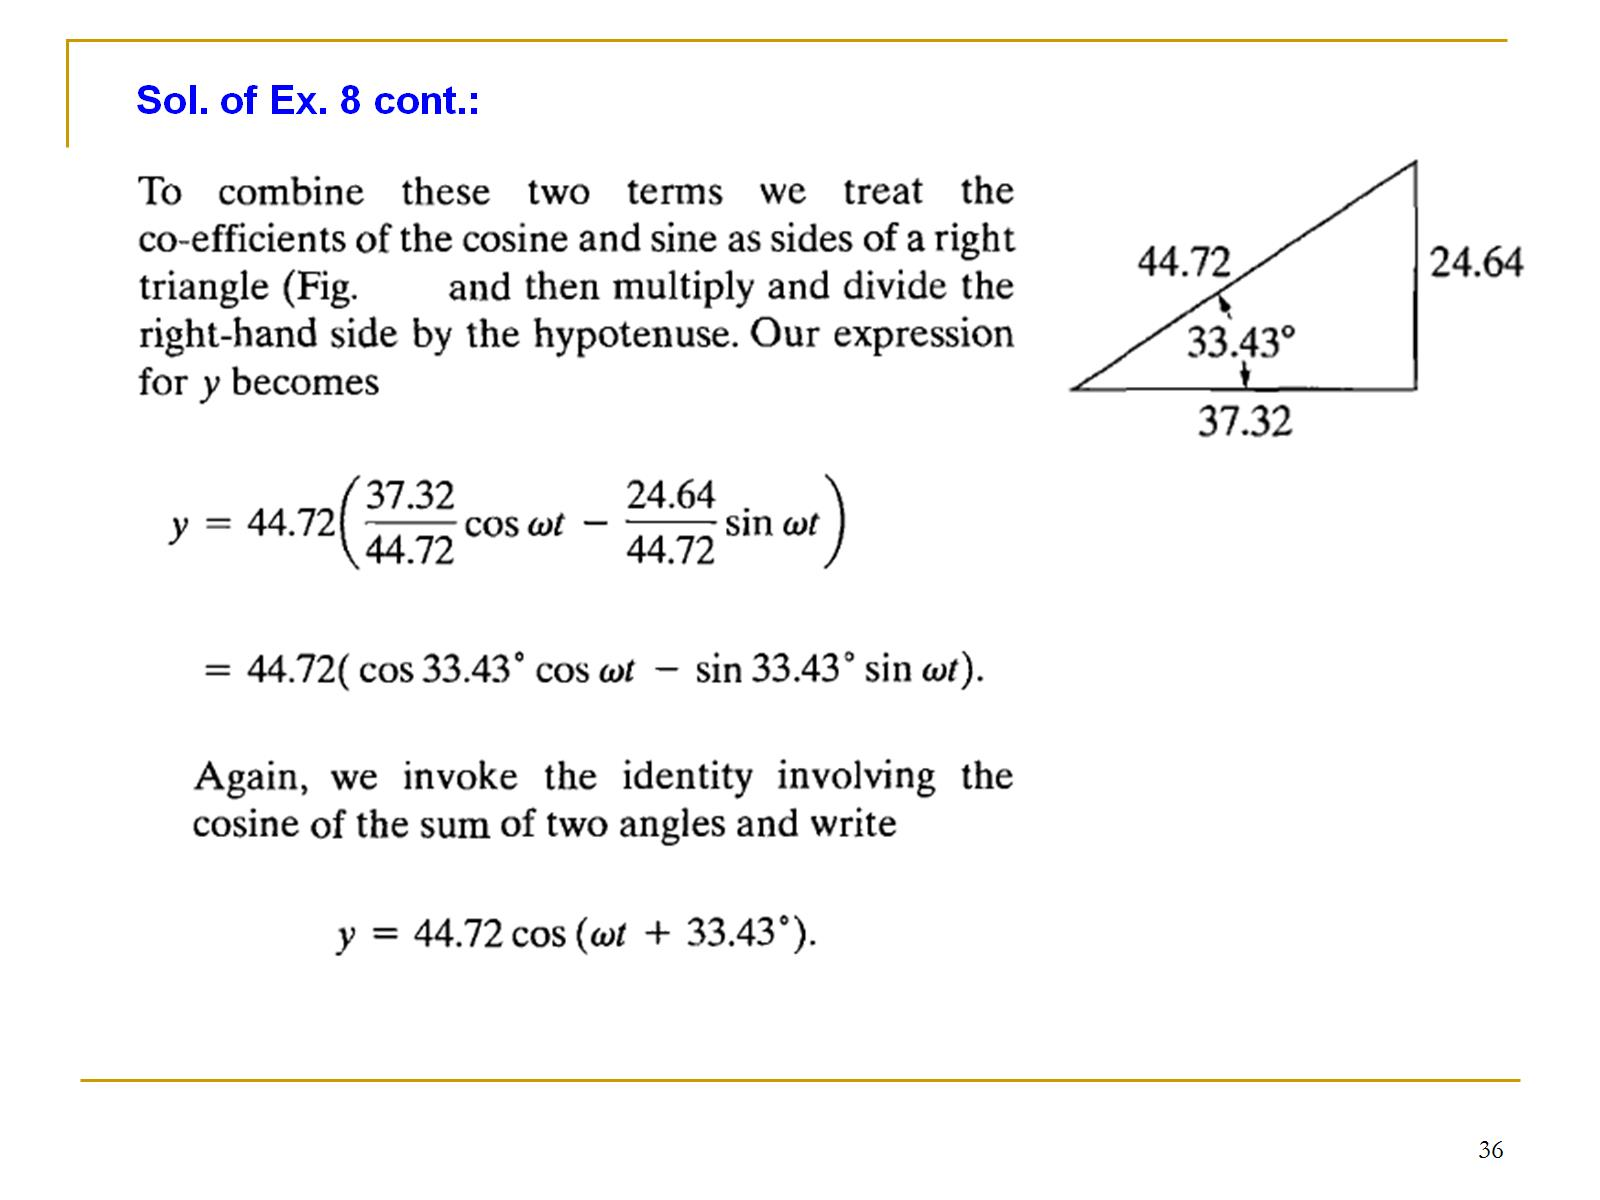 Sol. of Ex. 8 cont.:
To combine these two terms we treat the
co-efficients of the cosine and sine as sides of a right
triangle (Fig. and then multiply and divide the
right-hand side by the hypotenuse. Our expression
for y becomes
44.72
24.64
33.43°
37.32
y = 44.72(37.32/44.72 cos ωt − 24.64/44.72 sin ωt)
= 44.72( cos 33.43° cos ωt − sin 33.43° sin ωt).
Again, we invoke the identity involving the
cosine of the sum of two angles and write
y = 44.72 cos (ωt + 33.43°).
36